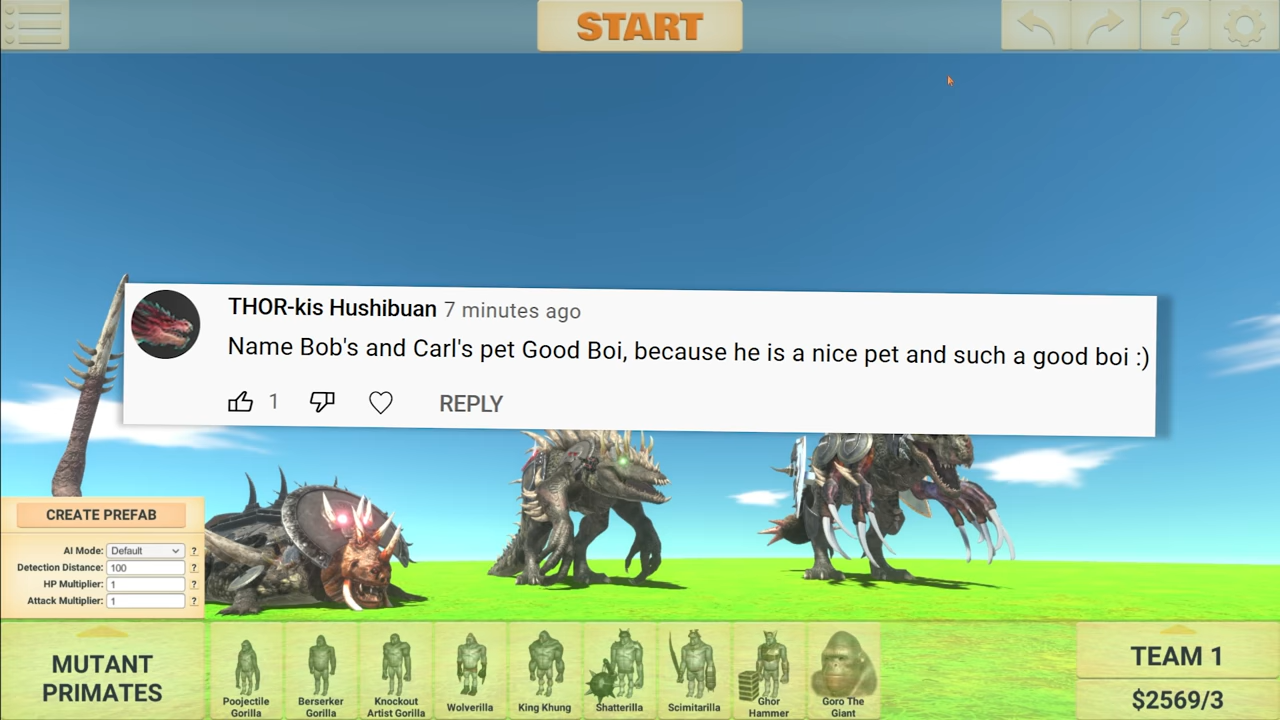 START
?
THOR-kis Hushibuan 7 minutes ago
Name Bob's and Carl's pet Good Boi, because he is a nice pet and such a good boi :)
1
REPLY
CREATE PREFAB
AI Mode: Default ?
Detection Distance: 100 ?
HP Multiplier: 1 ?
Attack Multiplier: 1 ?
MUTANT
PRIMATES
Poojectile
Gorilla
Berserker
Gorilla
Knockout
Artist Gorilla
Wolverilla
King Khung
Shatterilla
Scimitarilla
Ghor
Hammer
Goro The
Giant
TEAM 1
$2569/3